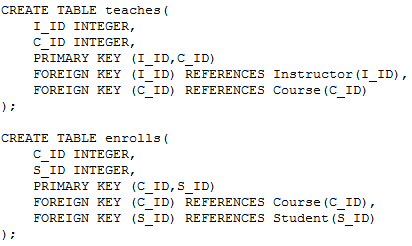 CREATE TABLE teaches(
    I_ID INTEGER,
    C_ID INTEGER,
    PRIMARY KEY (I_ID,C_ID)
    FOREIGN KEY (I_ID) REFERENCES Instructor(I_ID),
    FOREIGN KEY (C_ID) REFERENCES Course(C_ID)
);
CREATE TABLE enrolls(
    C_ID INTEGER,
    S_ID INTEGER,
    PRIMARY KEY (C_ID,S_ID)
    FOREIGN KEY (C_ID) REFERENCES Course(C_ID),
    FOREIGN KEY (S_ID) REFERENCES Student(S_ID)
);